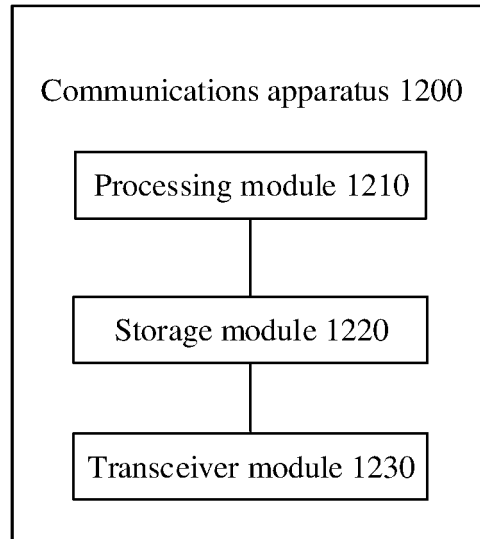 Communications apparatus 1200
Processing module 1210
Storage module 1220
Transceiver module 1230